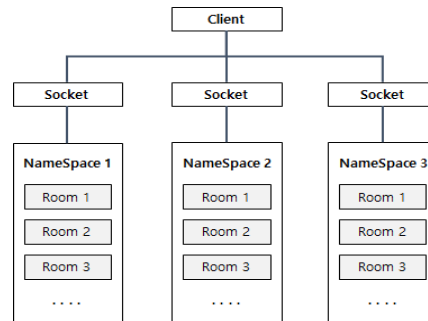 Client
Socket
Socket
Socket
NameSpace 1
Room 1
Room 2
Room 3
....
NameSpace 2
Room 1
Room 2
Room 3
....
NameSpace 3
Room 1
Room 2
Room 3
....